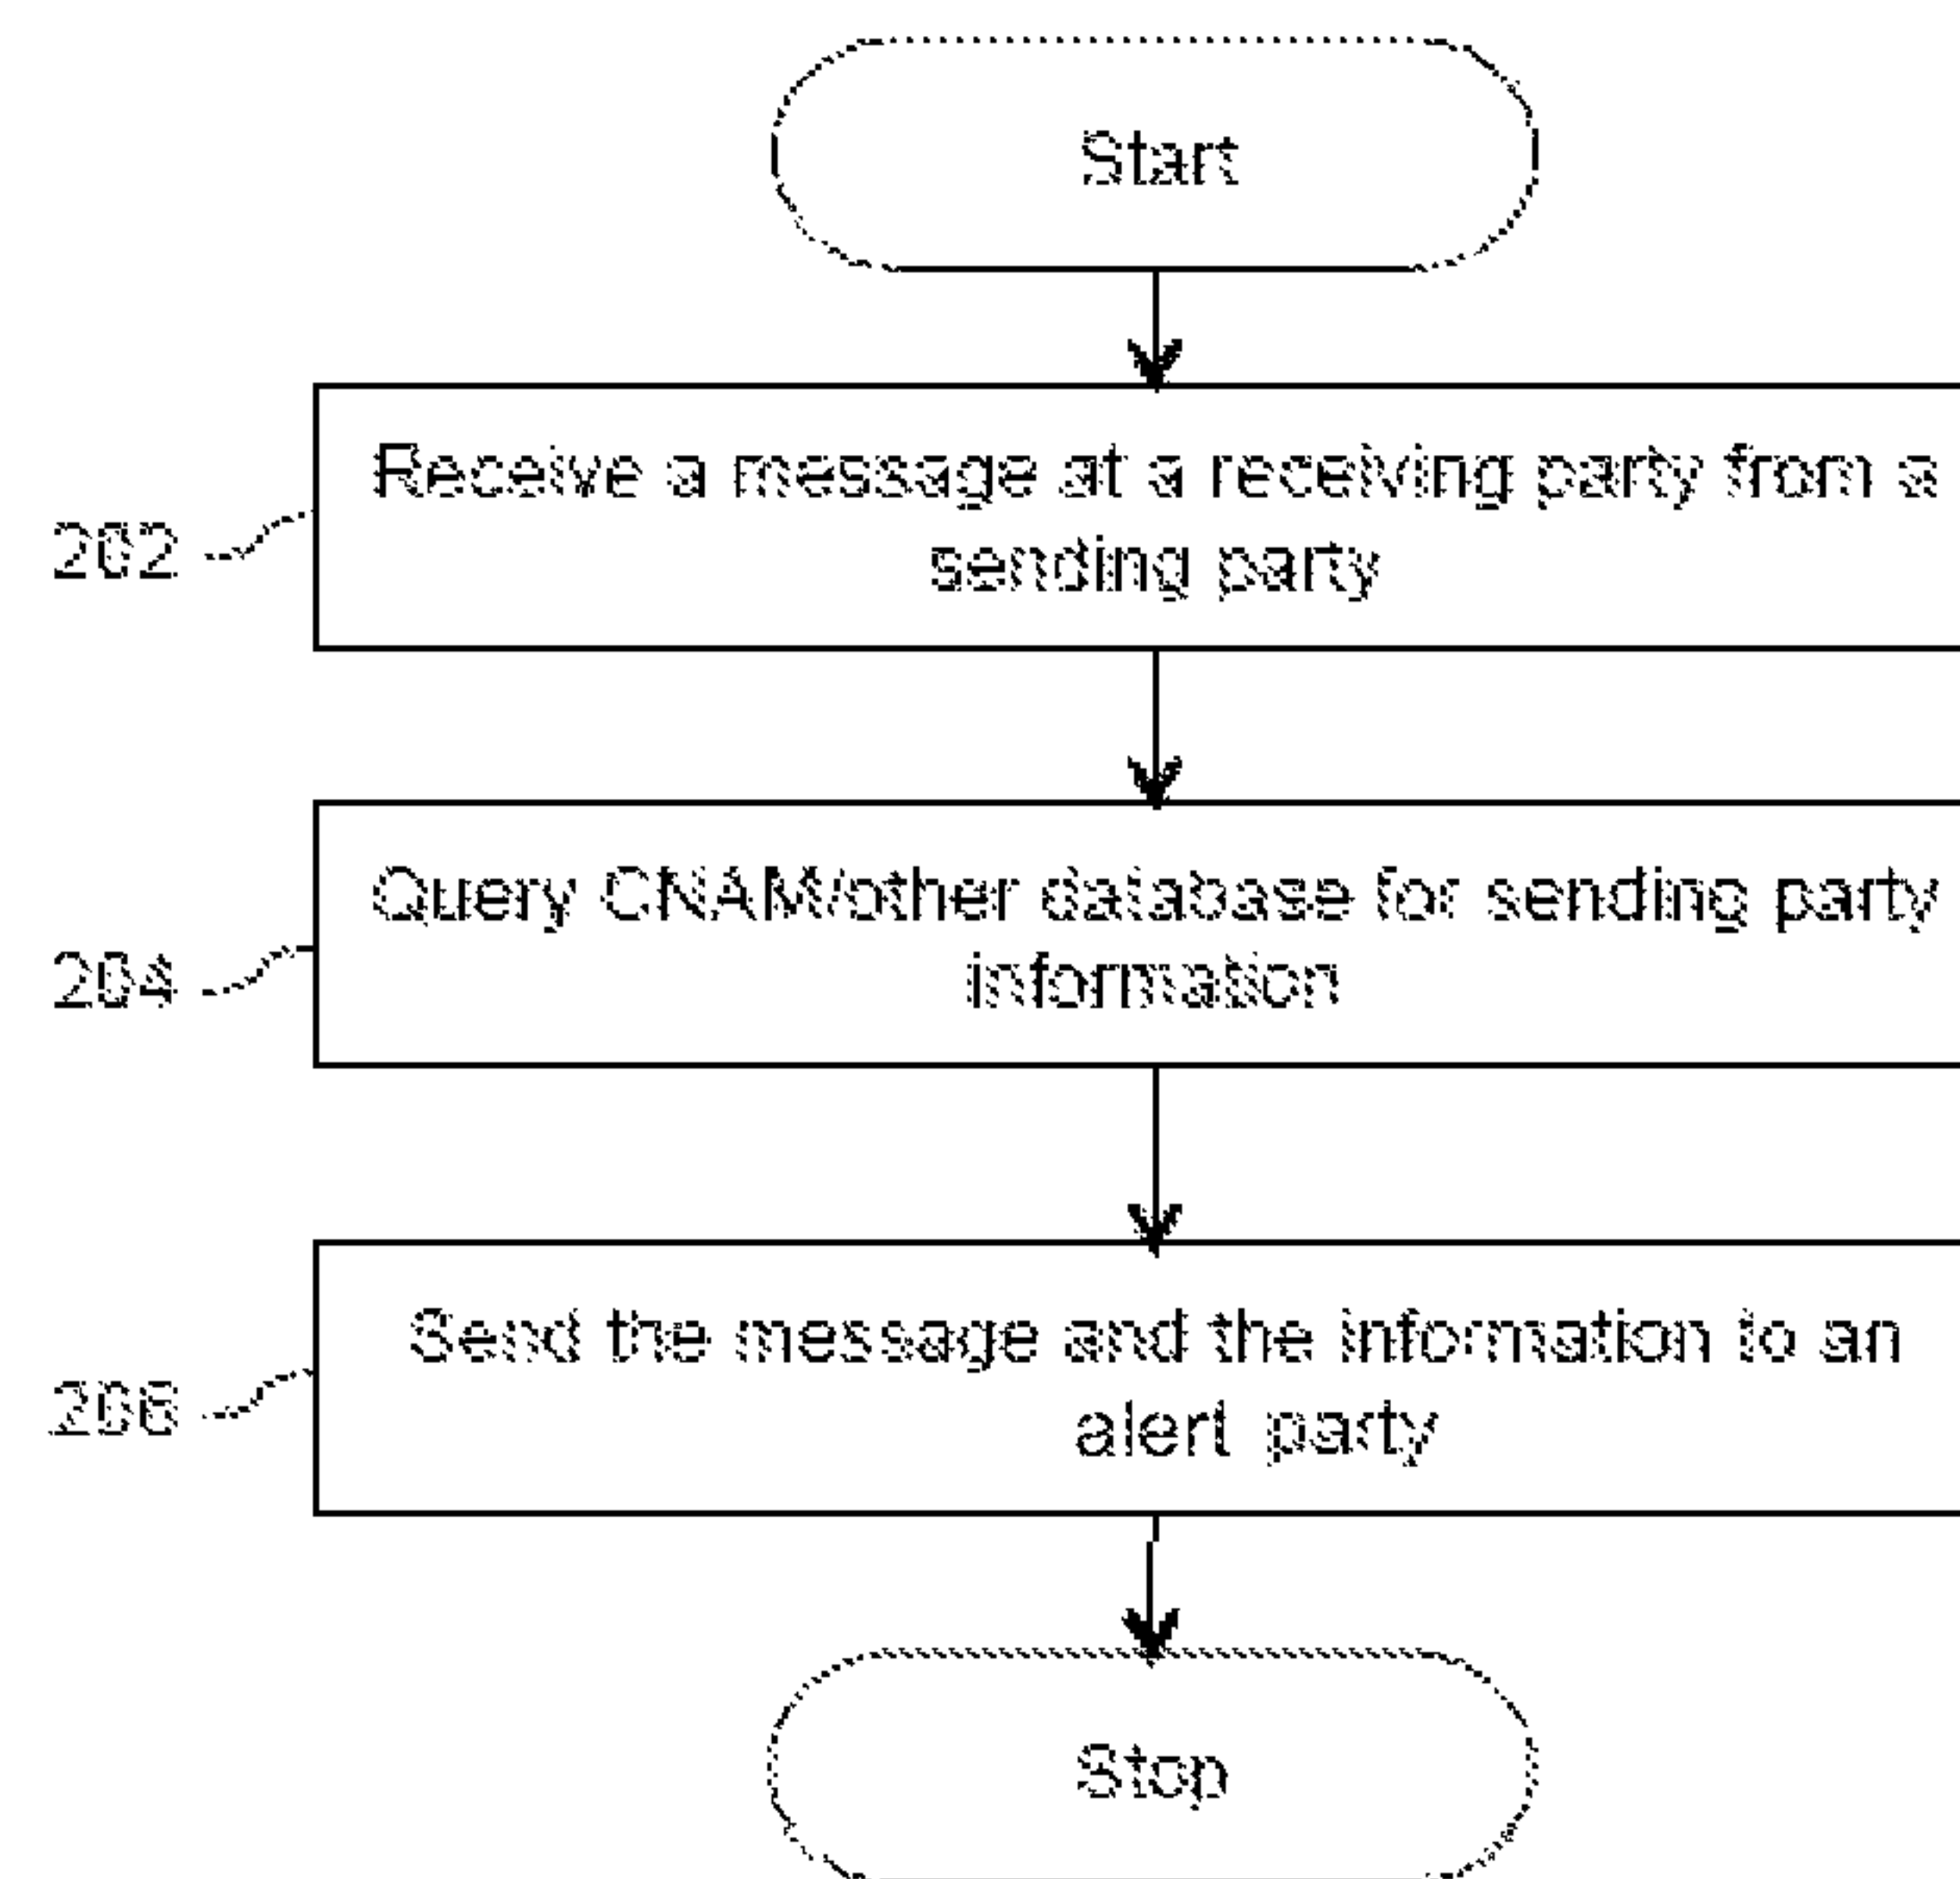 Start
Receive a message at a receiving party from a
sending party
202
Query CNAM/other database for sending party
information
204
Send the message and the information to an
alert party
206
Stop